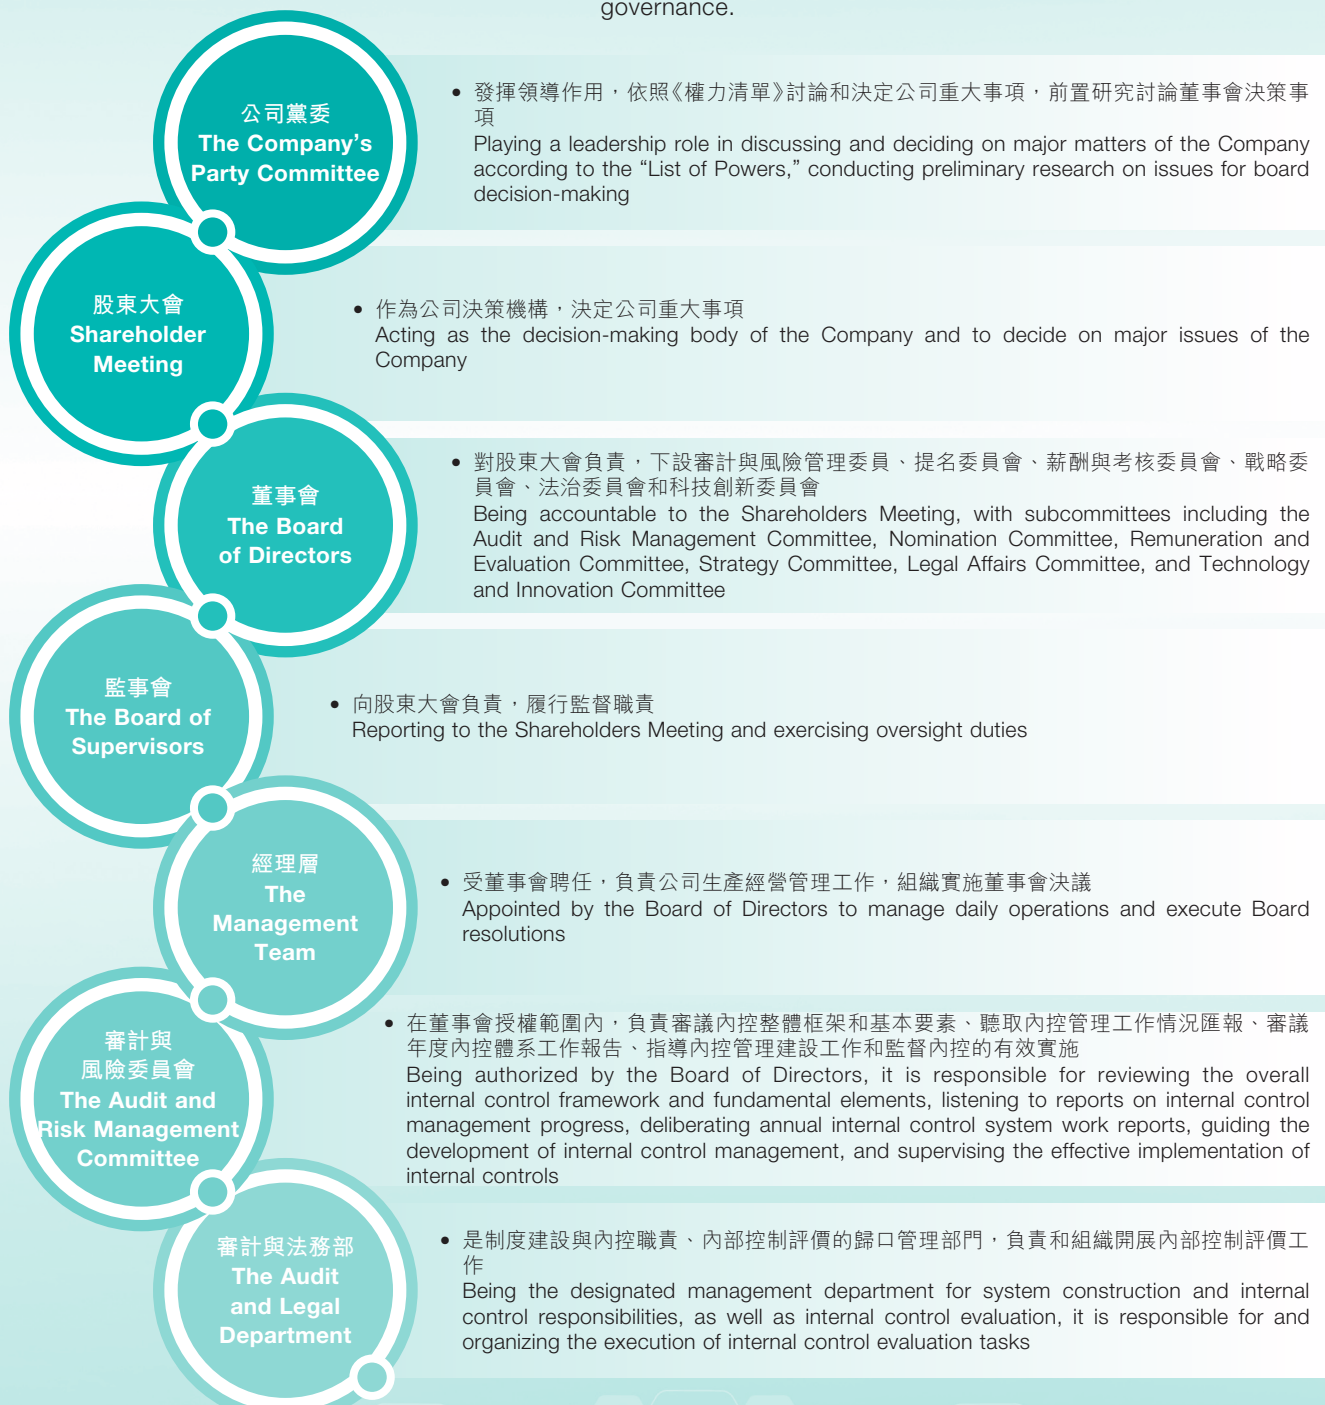 governance.
公司黨委
The Company’s
Party Committee
• 發揮領導作用，依照《權力清單》討論和決定公司重大事項，前置研究討論董事會決策事
項
Playing a leadership role in discussing and deciding on major matters of the Company
according to the “List of Powers,” conducting preliminary research on issues for board
decision-making
股東大會
Shareholder
Meeting
• 作為公司決策機構，決定公司重大事項
Acting as the decision-making body of the Company and to decide on major issues of the
Company
董事會
The Board
of Directors
• 對股東大會負責，下設審計與風險管理委員、提名委員會、薪酬與考核委員會、戰略委
員會、法治委員會和科技創新委員會
Being accountable to the Shareholders Meeting, with subcommittees including the
Audit and Risk Management Committee, Nomination Committee, Remuneration and
Evaluation Committee, Strategy Committee, Legal Affairs Committee, and Technology
and Innovation Committee
監事會
The Board of
Supervisors
• 向股東大會負責，履行監督職責
Reporting to the Shareholders Meeting and exercising oversight duties
經理層
The
Management
Team
• 受董事會聘任，負責公司生產經營管理工作，組織實施董事會決議
Appointed by the Board of Directors to manage daily operations and execute Board
resolutions
審計與
風險委員會
The Audit and
Risk Management
Committee
• 在董事會授權範圍內，負責審議內控整體框架和基本要素、聽取內控管理工作情況匯報、審議
年度內控體系工作報告、指導內控管理建設工作和監督內控的有效實施
Being authorized by the Board of Directors, it is responsible for reviewing the overall
internal control framework and fundamental elements, listening to reports on internal control
management progress, deliberating annual internal control system work reports, guiding the
development of internal control management, and supervising the effective implementation of
internal controls
審計與法務部
The Audit
and Legal
Department
• 是制度建設與內控職責、內部控制評價的歸口管理部門，負責和組織開展內部控制評價工
作
Being the designated management department for system construction and internal
control responsibilities, as well as internal control evaluation, it is responsible for and
organizing the execution of internal control evaluation tasks